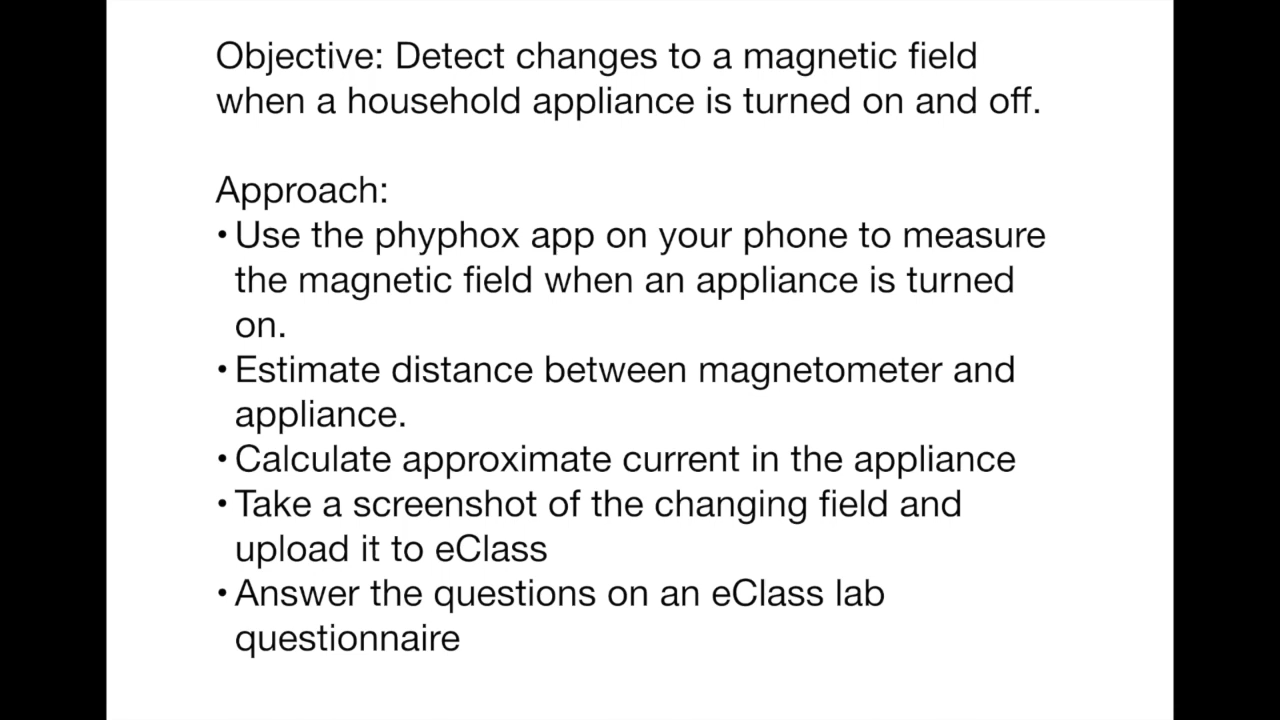 Objective: Detect changes to a magnetic field
when a household appliance is turned on and off.
Approach:
• Use the phyphox app on your phone to measure
the magnetic field when an appliance is turned
on.
• Estimate distance between magnetometer and
appliance.
• Calculate approximate current in the appliance
• Take a screenshot of the changing field and
upload it to eClass
• Answer the questions on an eClass lab
questionnaire